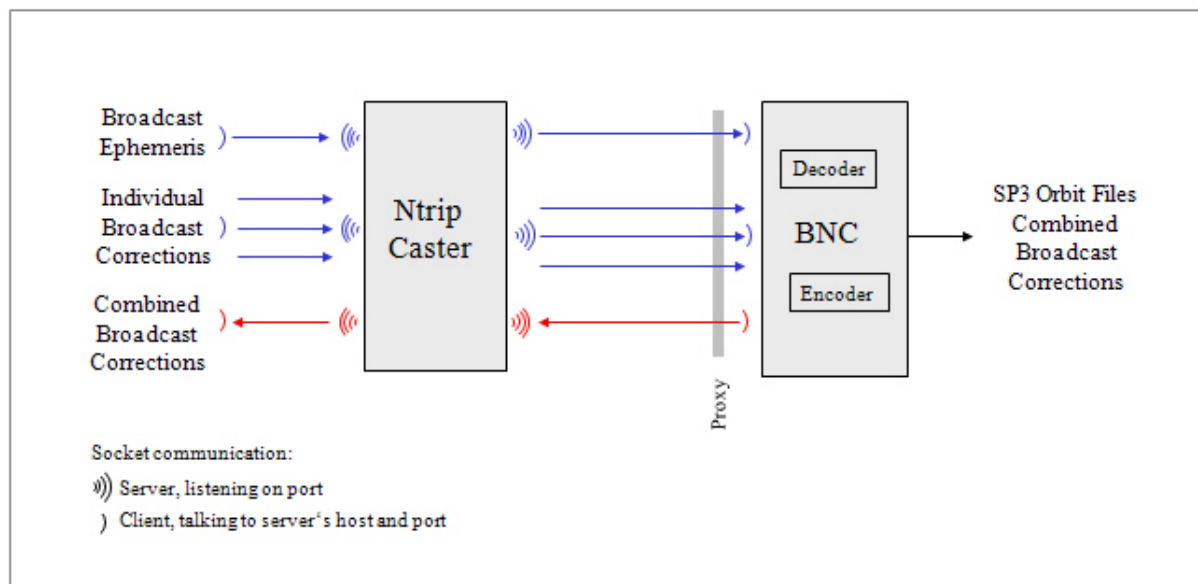 Broadcast
Ephemeris
Individual
Broadcast
Corrections
Combined
Broadcast
Corrections
Ntrip
Caster
Proxy
Decoder
BNC
Encoder
SP3 Orbit Files
Combined
Broadcast
Corrections
Socket communication:
Server, listening on port
Client, talking to server‘s host and port